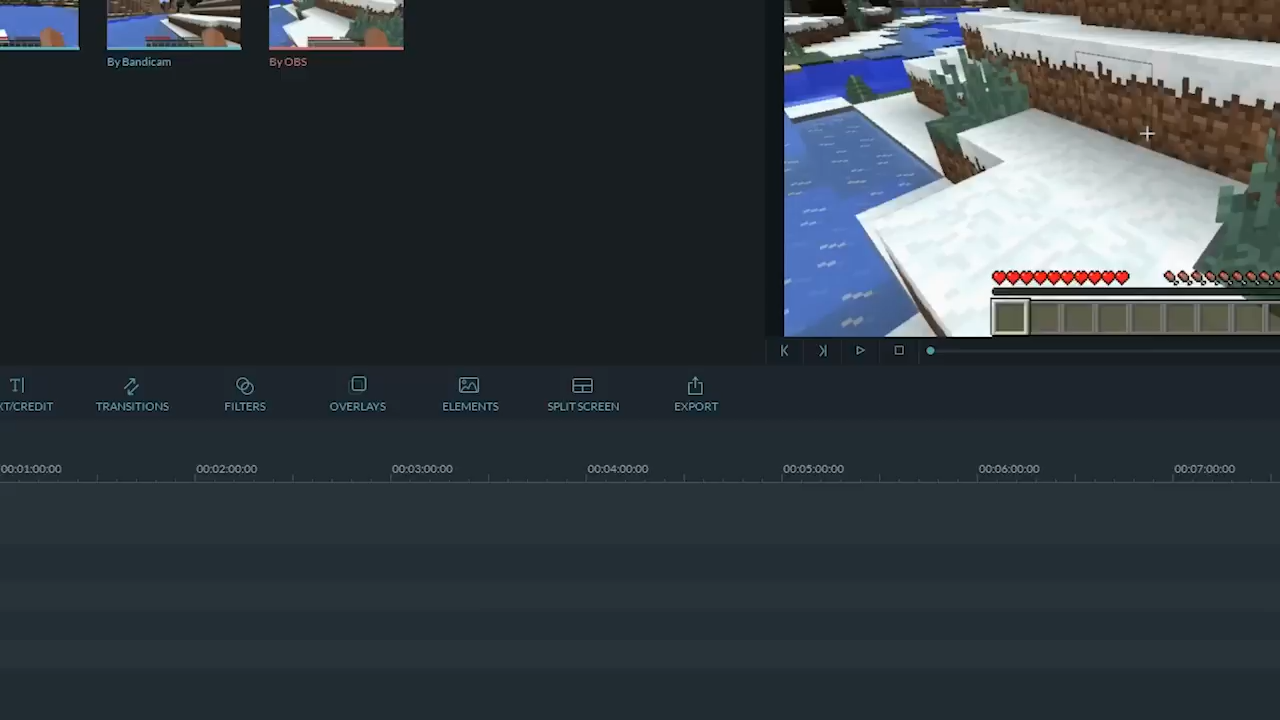 By Bandicam
By OBS
XT/CREDIT
TRANSITIONS
FILTERS
OVERLAYS
ELEMENTS
SPLIT SCREEN
EXPORT
00:01:00:00
00:02:00:00
00:03:00:00
00:04:00:00
00:05:00:00
00:06:00:00
00:07:00:00